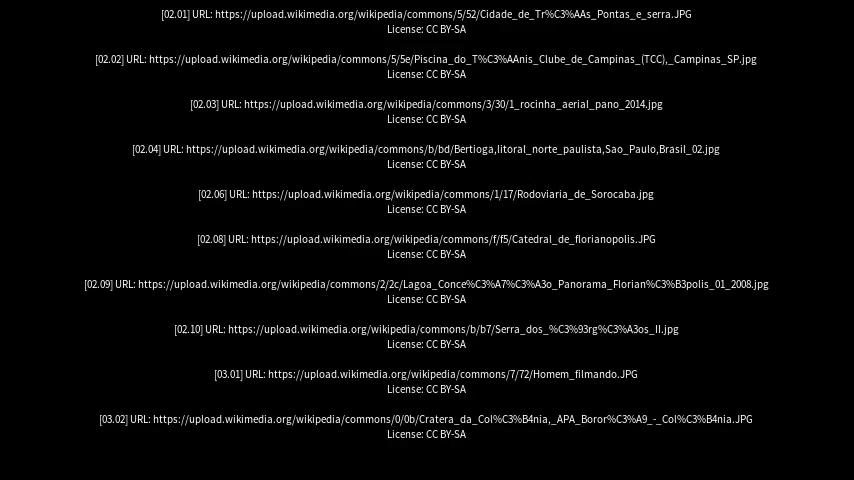 [02.01] URL: https://upload.wikimedia.org/wikipedia/commons/5/52/Cidade_de_Tr%C3%AAs_Pontas_e_serra.JPG
License: CC BY-SA
[02.02] URL: https://upload.wikimedia.org/wikipedia/commons/5/5e/Piscina_do_T%C3%AAnis_Clube_de_Campinas_(TCC),_Campinas_SP.jpg
License: CC BY-SA
[02.03] URL: https://upload.wikimedia.org/wikipedia/commons/3/30/1_rocinha_aerial_pano_2014.jpg
License: CC BY-SA
[02.04] URL: https://upload.wikimedia.org/wikipedia/commons/b/bd/Bertioga,litoral_norte_paulista,Sao_Paulo,Brasil_02.jpg
License: CC BY-SA
[02.06] URL: https://upload.wikimedia.org/wikipedia/commons/1/17/Rodoviaria_de_Sorocaba.jpg
License: CC BY-SA
[02.08] URL: https://upload.wikimedia.org/wikipedia/commons/f/f5/Catedral_de_florianopolis.JPG
License: CC BY-SA
[02.09] URL: https://upload.wikimedia.org/wikipedia/commons/2/2c/Lagoa_Conce%C3%A7%C3%A3o_Panorama_Florian%C3%B3polis_01_2008.jpg
License: CC BY-SA
[02.10] URL: https://upload.wikimedia.org/wikipedia/commons/b/b7/Serra_dos_%C3%93rg%C3%A3os_II.jpg
License: CC BY-SA
[03.01] URL: https://upload.wikimedia.org/wikipedia/commons/7/72/Homem_filmando.JPG
License: CC BY-SA
[03.02] URL: https://upload.wikimedia.org/wikipedia/commons/0/0b/Cratera_da_Col%C3%B4nia,_APA_Boror%C3%A9_-_Col%C3%B4nia.JPG
License: CC BY-SA